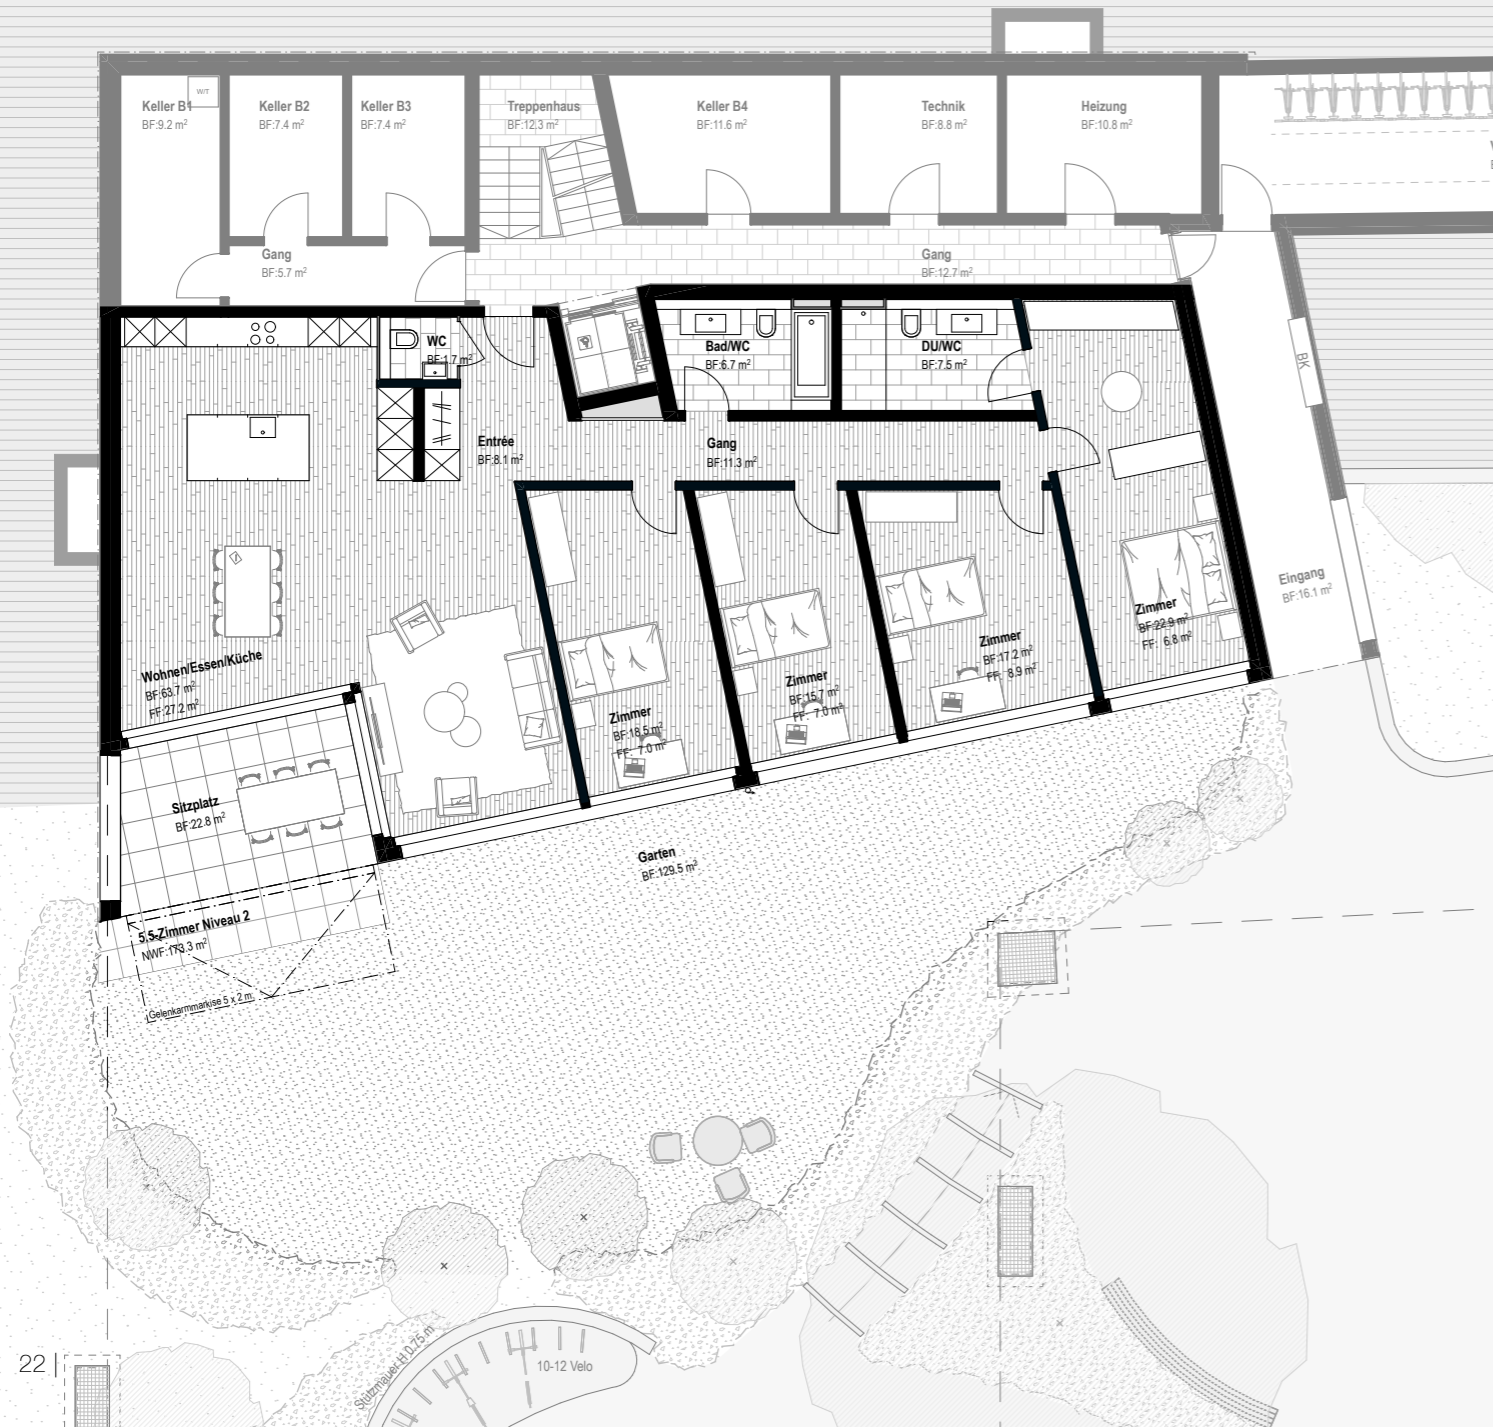 Keller B1
BF:9.2 m²
W/T
Keller B2
BF:7.4 m²
Keller B3
BF:7.4 m²
Treppenhaus
BF:12.3 m²
Keller B4
BF:11.6 m²
Technik
BF:8.8 m²
Heizung
BF:10.8 m²
Gang
BF:5.7 m²
Gang
BF:12.7 m²
WC
BF:1.7 m²
Bad/WC
BF:6.7 m²
DU/WC
BF:7.5 m²
BK
Entrée
BF:8.1 m²
Gang
BF:11.3 m²
Eingang
BF:16.1 m²
Wohnen/Essen/Küche
BF:63.7 m²
FF:27.2 m²
Zimmer
BF:18.5 m²
FF: 7.0 m²
Zimmer
BF:15.7 m²
FF: 7.0 m²
Zimmer
BF:17.2 m²
FF: 8.9 m²
Zimmer
BF:22.9 m²
FF: 6.8 m²
Sitzplatz
BF:22.8 m²
Garten
BF:129.5 m²
5.5-Zimmer Niveau 2
NWF:173.3 m²
Gelenkarmmarkise 5 x 2 m
Stützmauer H 0.75 m
10-12 Velo
22